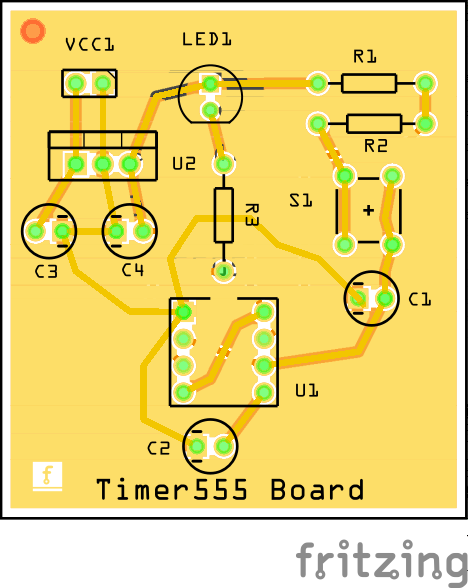 VCC1
LED1
R1
R2
U2
S1
R3
C3
C4
C1
U1
C2
f
Timer555 Board
fritzing